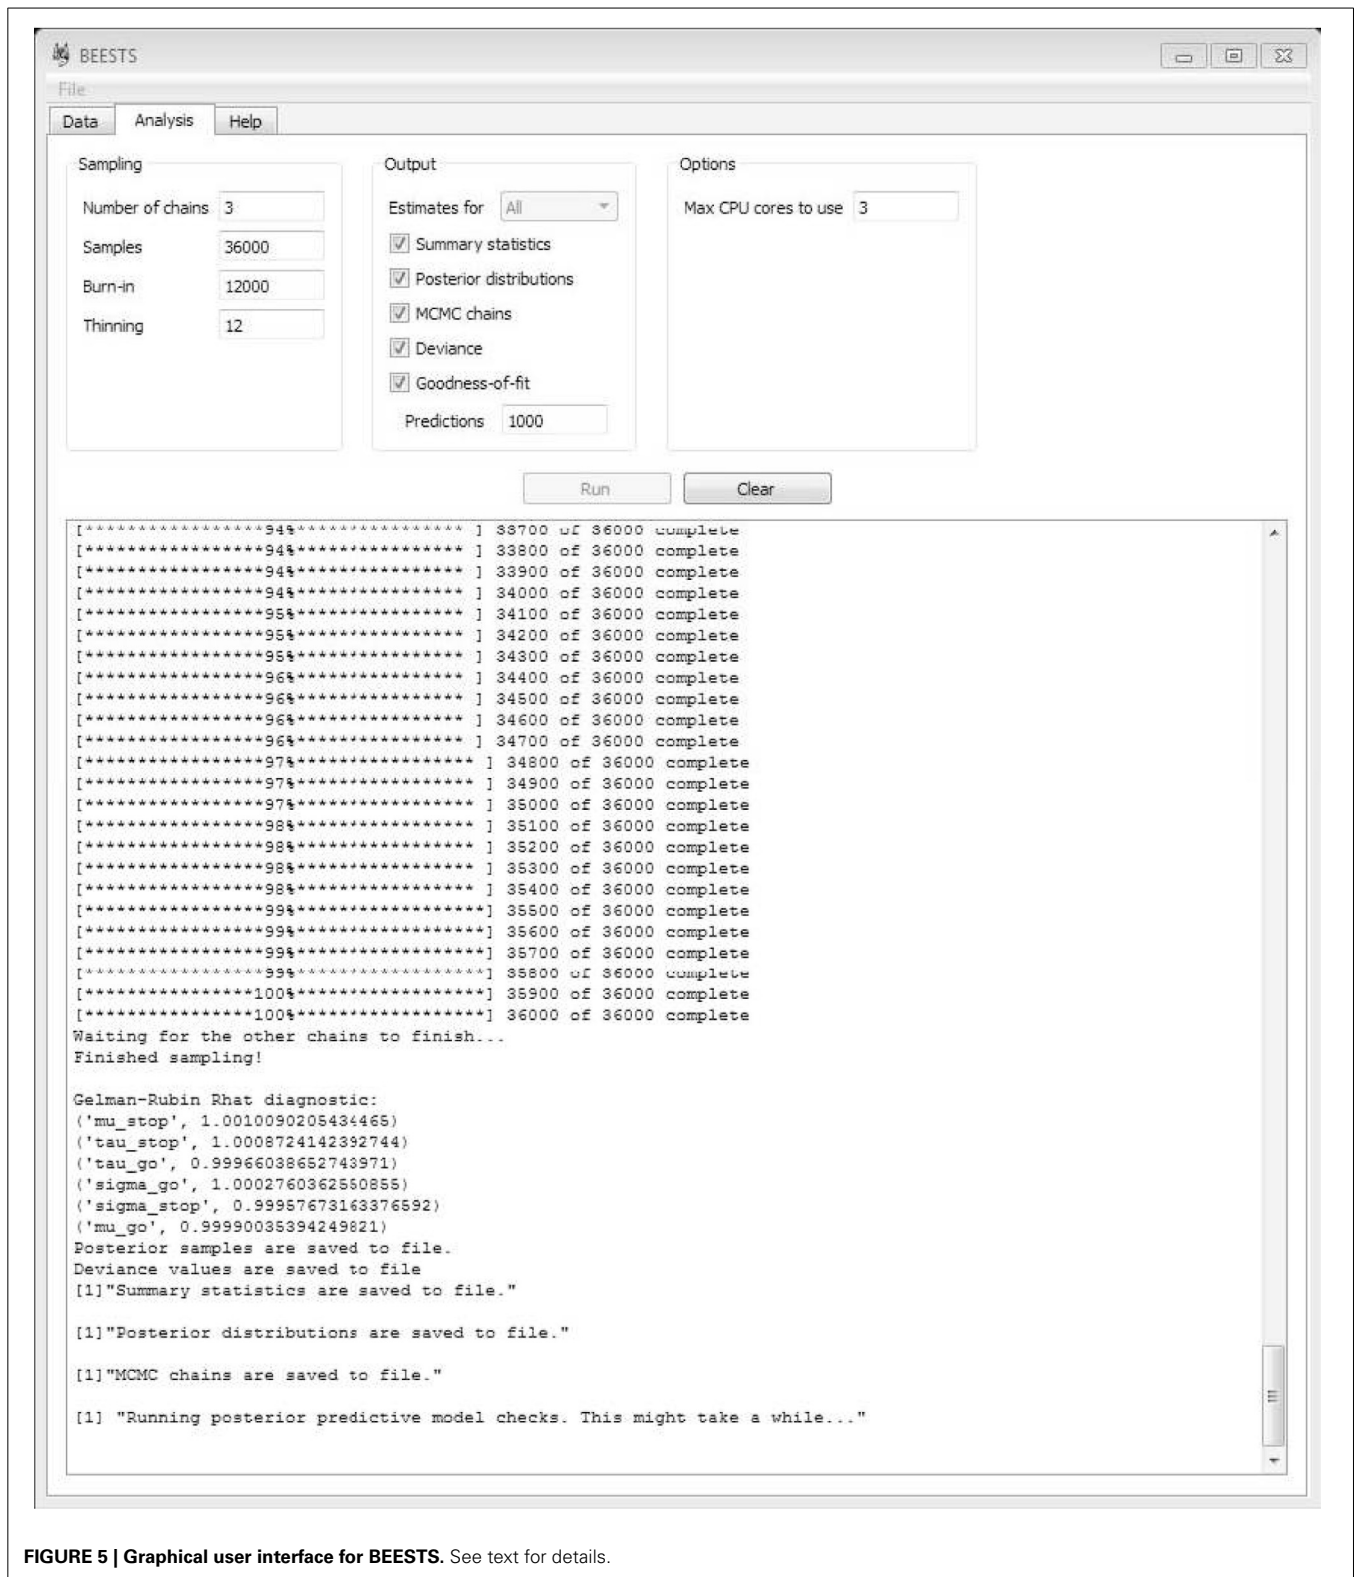 BEESTS
File
Data Analysis Help
Sampling
Number of chains 3
Samples 36000
Burn-in 12000
Thinning 12
Output
Estimates for All
Summary statistics
Posterior distributions
MCMC chains
Deviance
Goodness-of-fit
Predictions 1000
Options
Max CPU cores to use 3
Run Clear
[*****************94%**************** ] 33700 of 36000 complete
[*****************94%**************** ] 33800 of 36000 complete
[*****************94%**************** ] 33900 of 36000 complete
[*****************94%**************** ] 34000 of 36000 complete
[*****************95%**************** ] 34100 of 36000 complete
[*****************95%**************** ] 34200 of 36000 complete
[*****************95%**************** ] 34300 of 36000 complete
[*****************96%**************** ] 34400 of 36000 complete
[*****************96%**************** ] 34500 of 36000 complete
[*****************96%**************** ] 34600 of 36000 complete
[*****************96%**************** ] 34700 of 36000 complete
[*****************97%***************** ] 34800 of 36000 complete
[*****************97%***************** ] 34900 of 36000 complete
[*****************97%***************** ] 35000 of 36000 complete
[*****************98%***************** ] 35100 of 36000 complete
[*****************98%***************** ] 35200 of 36000 complete
[*****************98%***************** ] 35300 of 36000 complete
[*****************98%***************** ] 35400 of 36000 complete
[*****************99%******************] 35500 of 36000 complete
[*****************99%******************] 35600 of 36000 complete
[*****************99%******************] 35700 of 36000 complete
[*****************99%******************] 35800 of 36000 complete
[****************100%******************] 35900 of 36000 complete
[****************100%******************] 36000 of 36000 complete
Waiting for the other chains to finish...
Finished sampling!
Gelman-Rubin Rhat diagnostic:
('mu_stop', 1.0010090205434465)
('tau_stop', 1.0008724142392744)
('tau_go', 0.99966038652743971)
('sigma_go', 1.0002760362550855)
('sigma_stop', 0.99957673163376592)
('mu_go', 0.99990035394249821)
Posterior samples are saved to file.
Deviance values are saved to file
[1]"Summary statistics are saved to file."
[1]"Posterior distributions are saved to file."
[1]"MCMC chains are saved to file."
[1] "Running posterior predictive model checks. This might take a while..."
FIGURE 5 | Graphical user interface for BEESTS. See text for details.